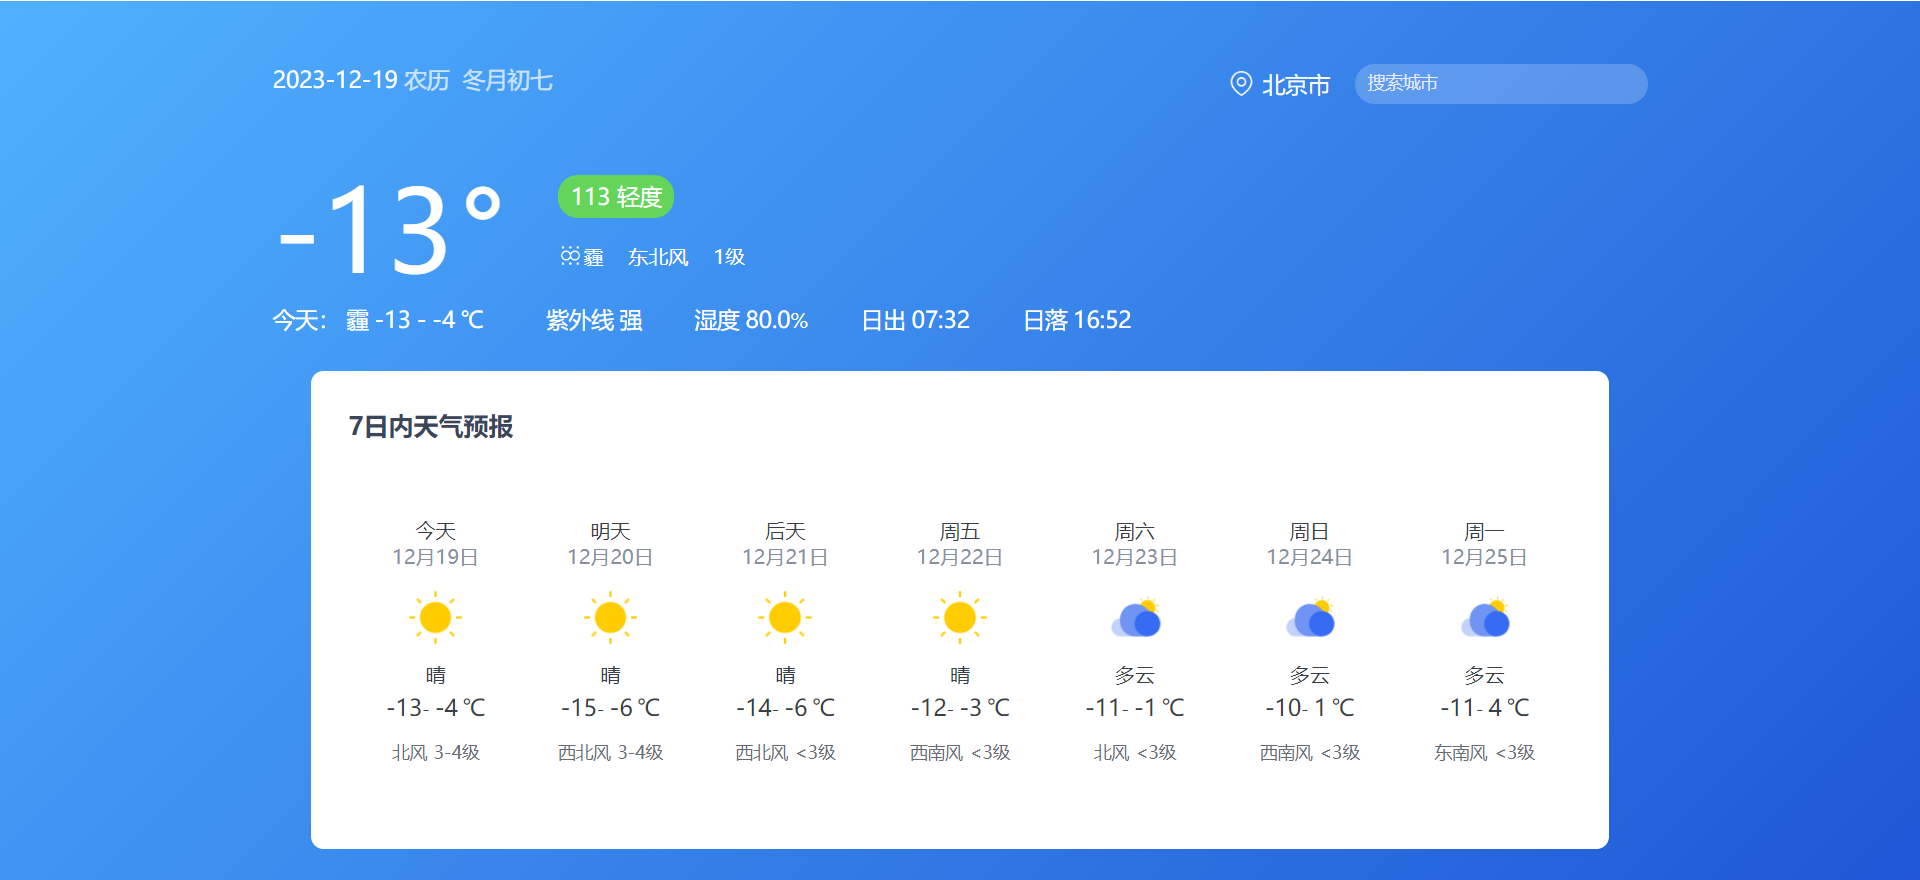 2023-12-19 农历 冬月初七
北京市
搜索城市
-13°
113 轻度
霾 东北风 1级
今天： 霾 -13 - -4 ℃ 紫外线 强 湿度 80.0% 日出 07:32 日落 16:52
7日内天气预报
今天 明天 后天 周五 周六 周日 周一
12月19日 12月20日 12月21日 12月22日 12月23日 12月24日 12月25日
晴 晴 晴 晴 多云 多云 多云
-13- -4 ℃ -15- -6 ℃ -14- -6 ℃ -12- -3 ℃ -11- -1 ℃ -10- 1 ℃ -11- 4 ℃
北风 3-4级 西北风 3-4级 西北风 <3级 西南风 <3级 北风 <3级 西南风 <3级 东南风 <3级